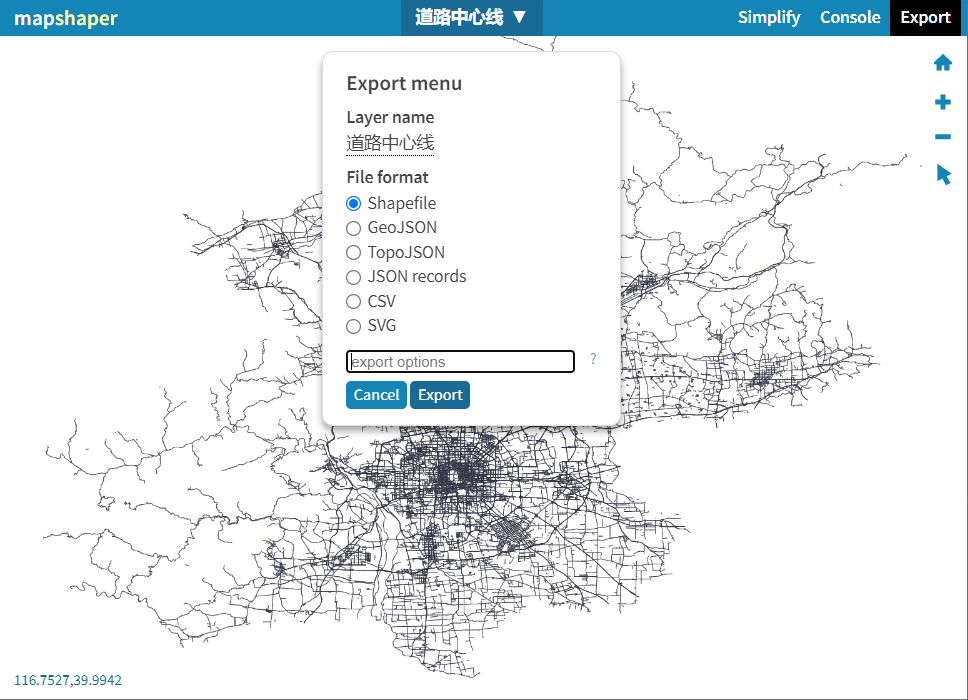 mapshaper
道路中心线 ▼
Simplify Console Export
Export menu
Layer name
道路中心线
File format
Shapefile
GeoJSON
TopoJSON
JSON records
CSV
SVG
export options ?
Cancel Export
116.7527,39.9942